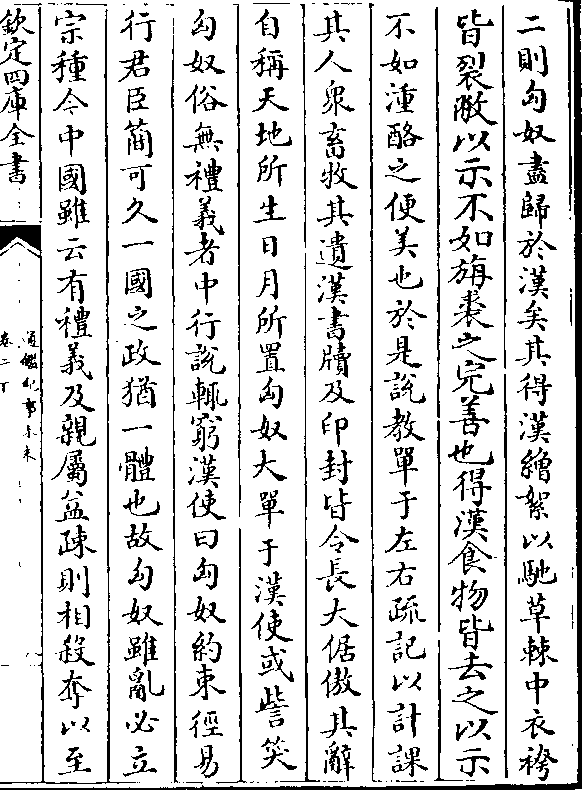 二則匈奴盡歸於漢矣其得漢繒絮以馳草棘中衣袴
皆裂敝以示不如旃裘之完善也得漢食物皆去之以示
不如湩酪之便美也於是説教單于左右疏記以計課
其人衆畜牧其遺漢書牘及印封皆令長大倨傲其辭
自稱天地所生日月所置匈奴大單于漢使或訾笑
匈奴俗無禮義者中行説輒窮漢使曰匈奴約束徑易
行君臣簡可久一國之政猶一體也故匈奴雖亂必立
宗種今中國雖云有禮義及親屬益疎則相殺奪以至
欽定四庫全書
通鑑紀事本末
卷二下